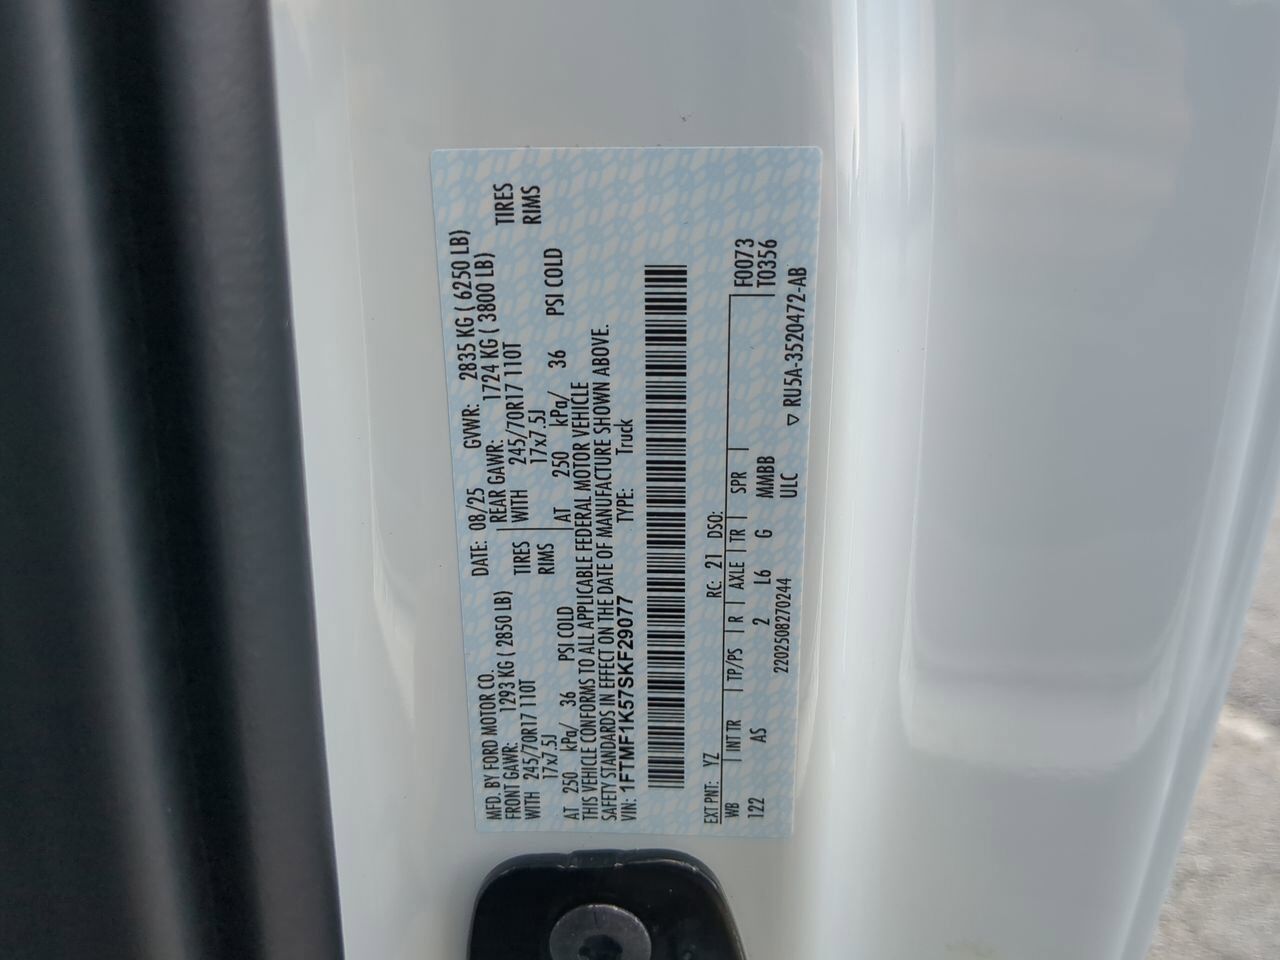 MFD. BY FORD MOTOR CO.
DATE: 08/25 GVWR: 2835 KG ( 6250 LB)
FRONT GAWR: 1293 KG ( 2850 LB)
REAR GAWR: 1724 KG ( 3800 LB)
WITH 245/70R17 110T TIRES
WITH 245/70R17 110T TIRES
17x7.5J RIMS
17x7.5J RIMS
AT 250 kPa/ 36 PSI COLD
AT 250 kPa/ 36 PSI COLD
THIS VEHICLE CONFORMS TO ALL APPLICABLE FEDERAL MOTOR VEHICLE
SAFETY STANDARDS IN EFFECT ON THE DATE OF MANUFACTURE SHOWN ABOVE.
VIN: 1FTMF1K57SKF29077 TYPE: Truck
EXT PNT: YZ RC: 21 DSO:
WB INT TR TP/PS R AXLE TR SPR F0073
122 AS 2 L6 G MMBB T0356
ULC
2202508270244 ▽ RU5A-3520472-AB